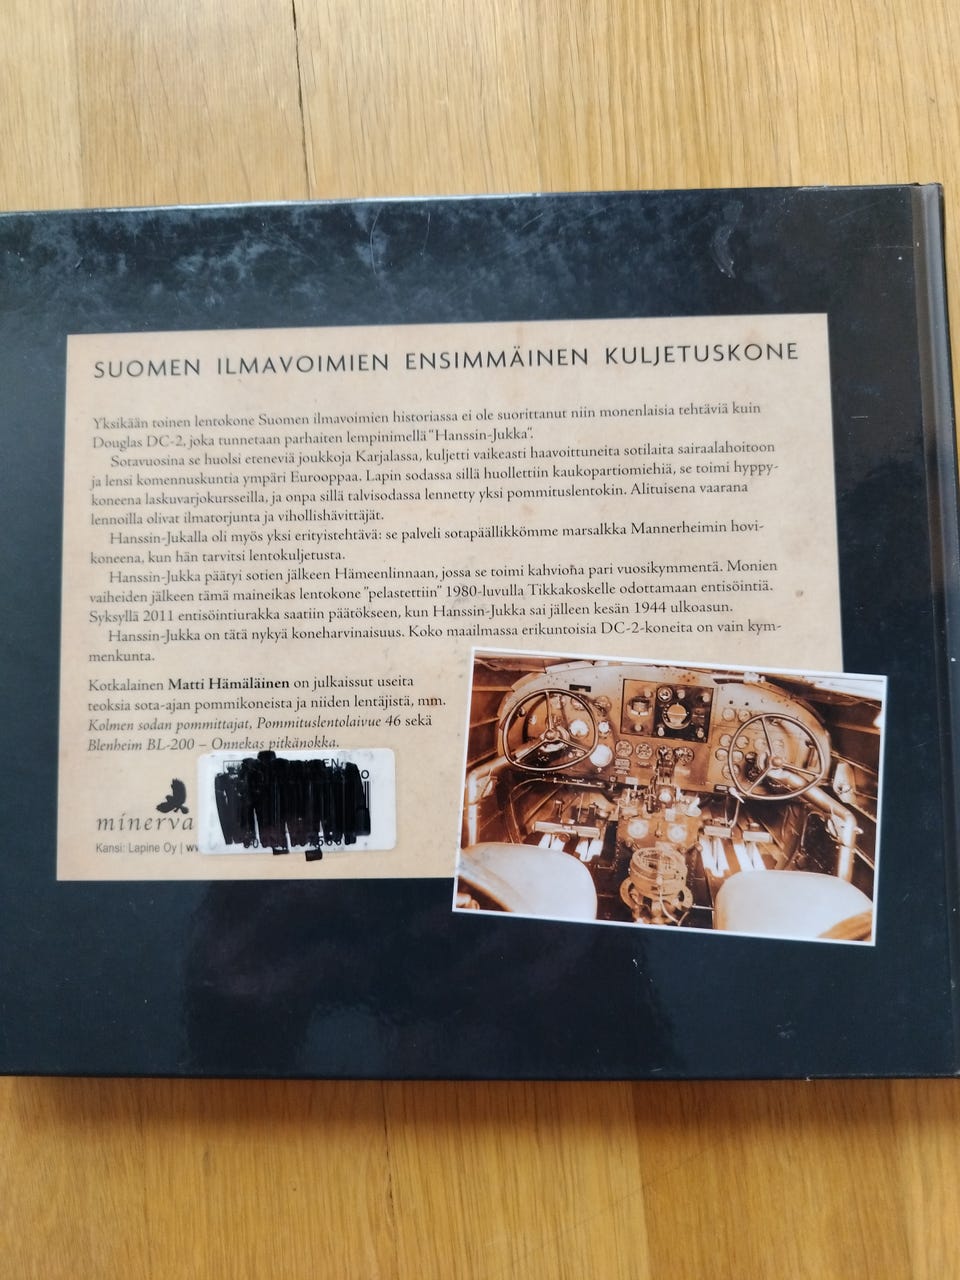 SUOMEN ILMAVOIMIEN ENSIMMÄINEN KULJETUSKONE
Yksikään toinen lentokone Suomen ilmavoimien historiassa ei ole suorittanut niin monenlaisia tehtäviä kuin
Douglas DC-2, joka tunnetaan parhaiten lempinimellä "Hanssin-Jukka".
Sotavuosina se huolsi eteneviä joukkoja Karjalassa, kuljetti vaikeasti haavoittuneita sotilaita sairaalahoitoon
ja lensi komennuskuntia ympäri Eurooppaa. Lapin sodassa sillä huollettiin kaukopartiomiehiä, se toimi hyppy-
koneena laskuvarjokursseilla, ja onpa sillä talvisodassa lennetty yksi pommituslentokin. Alituisena vaarana
lennoilla olivat ilmatorjunta ja vihollishävittäjät.
Hanssin-Jukalla oli myös yksi erityistehtävä: se palveli sotapäällikkömme marsalkka Mannerheimin hovi-
koneena, kun hän tarvitsi lentokuljetusta.
Hanssin-Jukka päätyi sotien jälkeen Hämeenlinnaan, jossa se toimi kahviona pari vuosikymmentä. Monien
vaiheiden jälkeen tämä maineikas lentokone "pelastettiin" 1980-luvulla Tikkakoskelle odottamaan entisöintiä.
Syksyllä 2011 entisöintiurakka saatiin päätökseen, kun Hanssin-Jukka sai jälleen kesän 1944 ulkoasun.
Hanssin-Jukka on tätä nykyä koneharvinaisuus. Koko maailmassa erikuntoisia DC-2-koneita on vain kym-
menkunta.
Kotkalainen Matti Hämäläinen on julkaissut useita
teoksia sota-ajan pommikoneista ja niiden lentäjistä, mm.
Kolmen sodan pommittajat, Pommituslentolaivue 46 sekä
Blenheim BL-200 – Onnekas pitkänokka.
minerva
Kansi: Lapine Oy |